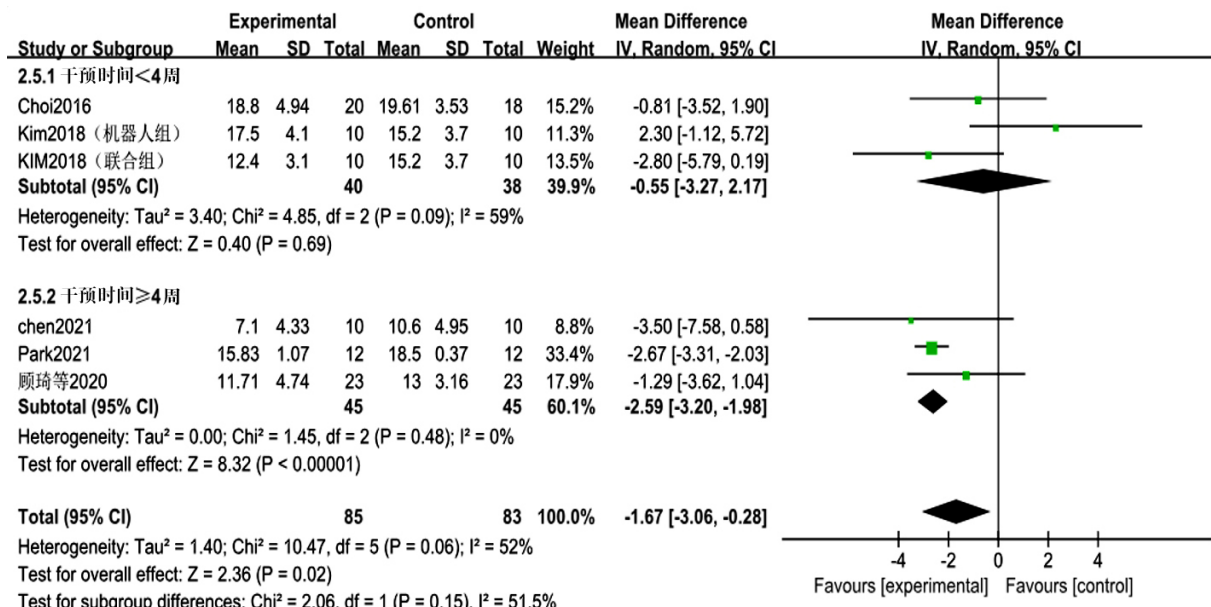 Experimental Control Mean Difference Mean Difference
Study or Subgroup Mean SD Total Mean SD Total Weight IV, Random, 95% CI IV, Random, 95% CI
2.5.1 干预时间<4周
Choi2016 18.8 4.94 20 19.61 3.53 18 15.2% -0.81 [-3.52, 1.90]
Kim2018（机器人组） 17.5 4.1 10 15.2 3.7 10 11.3% 2.30 [-1.12, 5.72]
KIM2018（联合组） 12.4 3.1 10 15.2 3.7 10 13.5% -2.80 [-5.79, 0.19]
Subtotal (95% CI) 40 38 39.9% -0.55 [-3.27, 2.17]
Heterogeneity: Tau² = 3.40; Chi² = 4.85, df = 2 (P = 0.09); I² = 59%
Test for overall effect: Z = 0.40 (P = 0.69)
2.5.2 干预时间≥4周
chen2021 7.1 4.33 10 10.6 4.95 10 8.8% -3.50 [-7.58, 0.58]
Park2021 15.83 1.07 12 18.5 0.37 12 33.4% -2.67 [-3.31, -2.03]
顾琦等2020 11.71 4.74 23 13 3.16 23 17.9% -1.29 [-3.62, 1.04]
Subtotal (95% CI) 45 45 60.1% -2.59 [-3.20, -1.98]
Heterogeneity: Tau² = 0.00; Chi² = 1.45, df = 2 (P = 0.48); I² = 0%
Test for overall effect: Z = 8.32 (P < 0.00001)
Total (95% CI) 85 83 100.0% -1.67 [-3.06, -0.28]
Heterogeneity: Tau² = 1.40; Chi² = 10.47, df = 5 (P = 0.06); I² = 52%
Test for overall effect: Z = 2.36 (P = 0.02)
Test for subgroup differences: Chi² = 2.06, df = 1 (P = 0.15), I² = 51.5%
-4 -2 0 2 4
Favours [experimental] Favours [control]